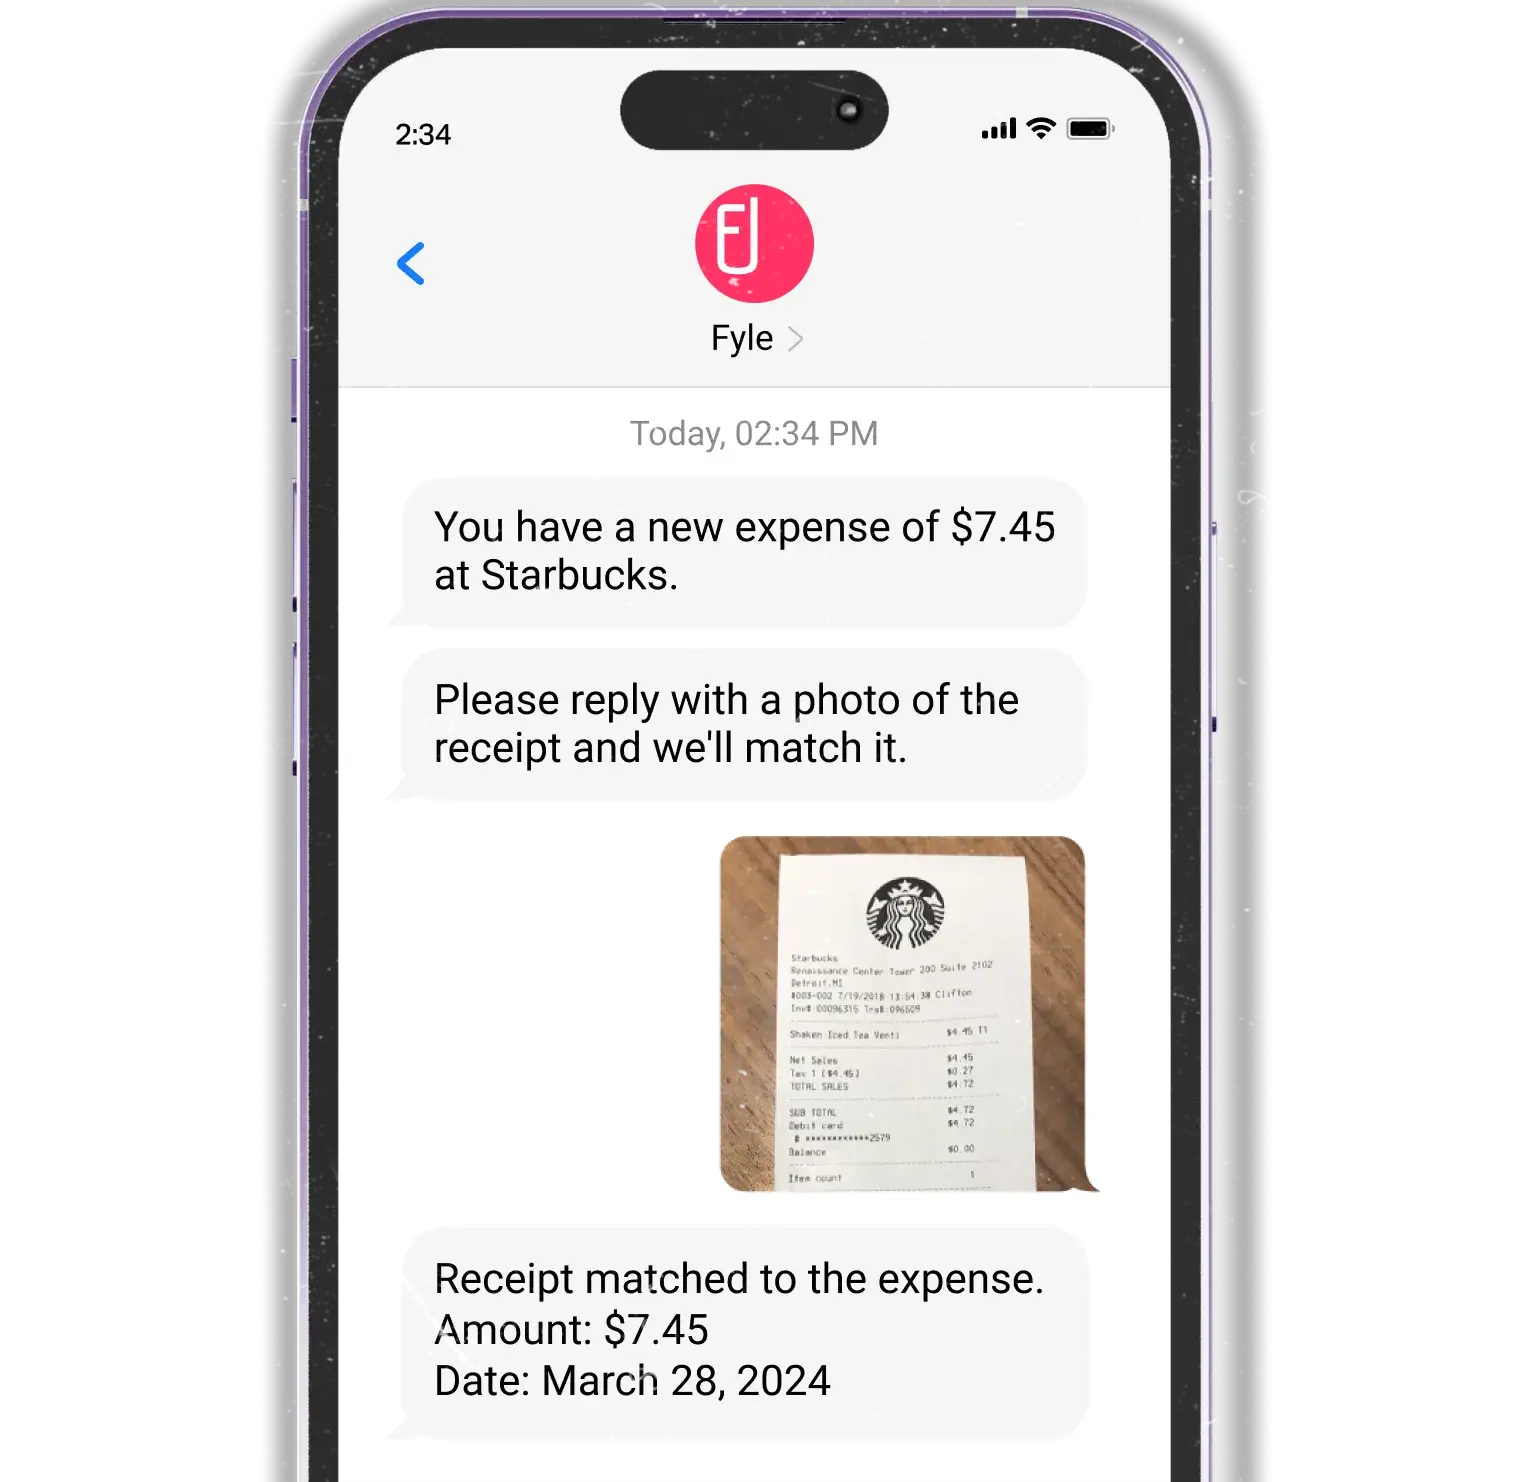 2:34
Fyle
Today, 02:34 PM
You have a new expense of $7.45
at Starbucks.
Please reply with a photo of the
receipt and we'll match it.
Starbucks
Renaissance Center Tower 200 Suite 2102
Detroit.MI
#003-002 7/19/2018 13:54:38 Clifton
Inv#:00096315 Trs#:096509
Shaken Iced Tea Venti $4.45 T1
Net Sales $4.45
Tax 1 [$4.45] $0.27
TOTAL SALES $4.72
SUB TOTAL $4.72
Debit card $4.72
# ************2579
Balance $0.00
Item count 1
Receipt matched to the expense.
Amount: $7.45
Date: March 28, 2024